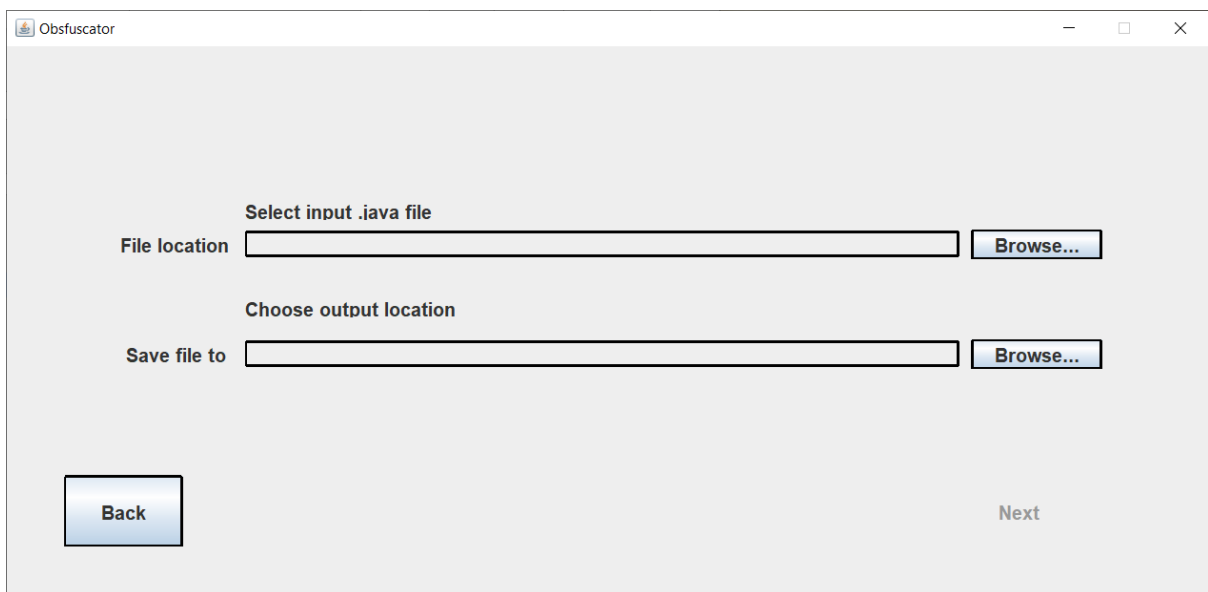 Obsfuscator
Select input .java file
File location
Browse...
Choose output location
Save file to
Browse...
Back
Next